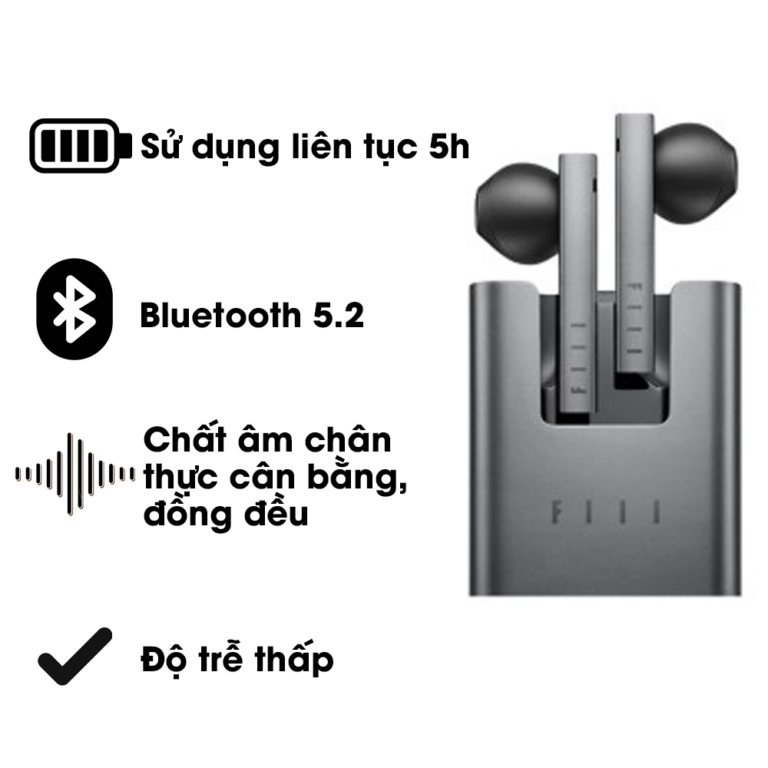 Sử dụng liên tục 5h
Bluetooth 5.2
Chất âm chân
thực cân bằng,
đồng đều
Độ trễ thấp
FIII
FIII